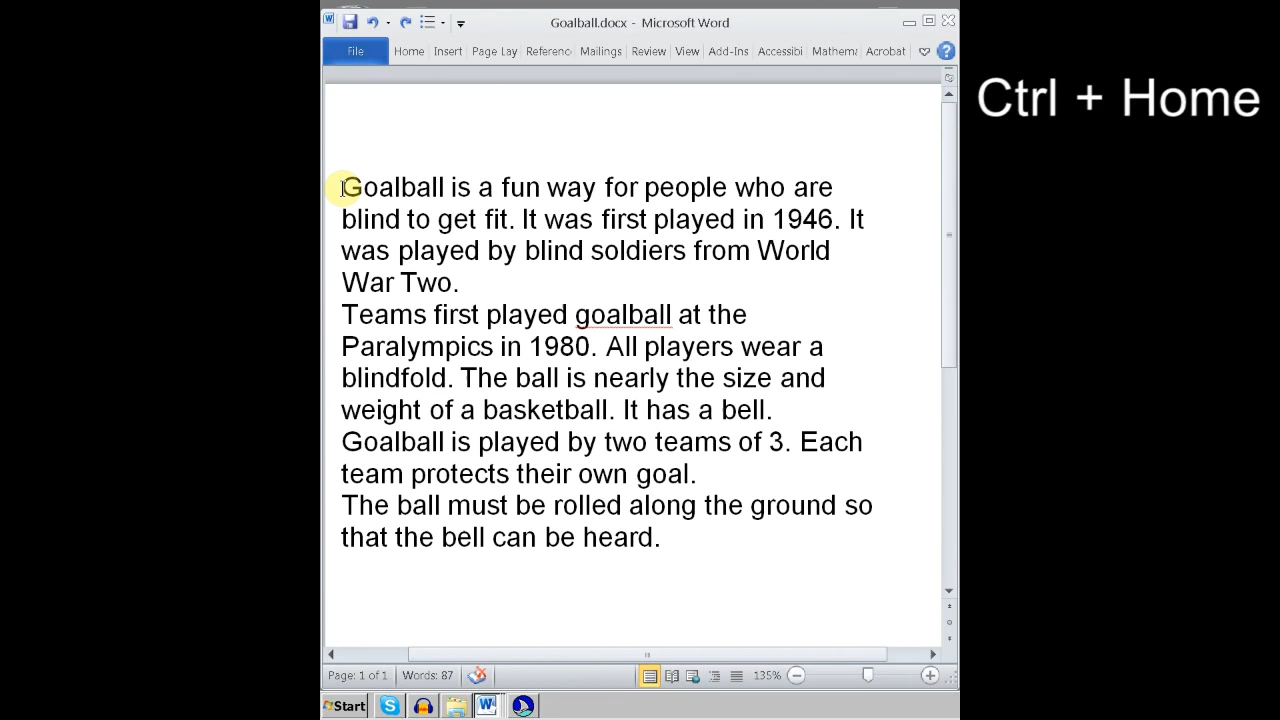 Goalball.docx - Microsoft Word
File Home Insert Page Lay Referenc Mailings Review View Add-Ins Accessibi Mathema Acrobat
Ctrl + Home
Goalball is a fun way for people who are
blind to get fit. It was first played in 1946. It
was played by blind soldiers from World
War Two.
Teams first played goalball at the
Paralympics in 1980. All players wear a
blindfold. The ball is nearly the size and
weight of a basketball. It has a bell.
Goalball is played by two teams of 3. Each
team protects their own goal.
The ball must be rolled along the ground so
that the bell can be heard.
Page: 1 of 1 Words: 87 135%
Start